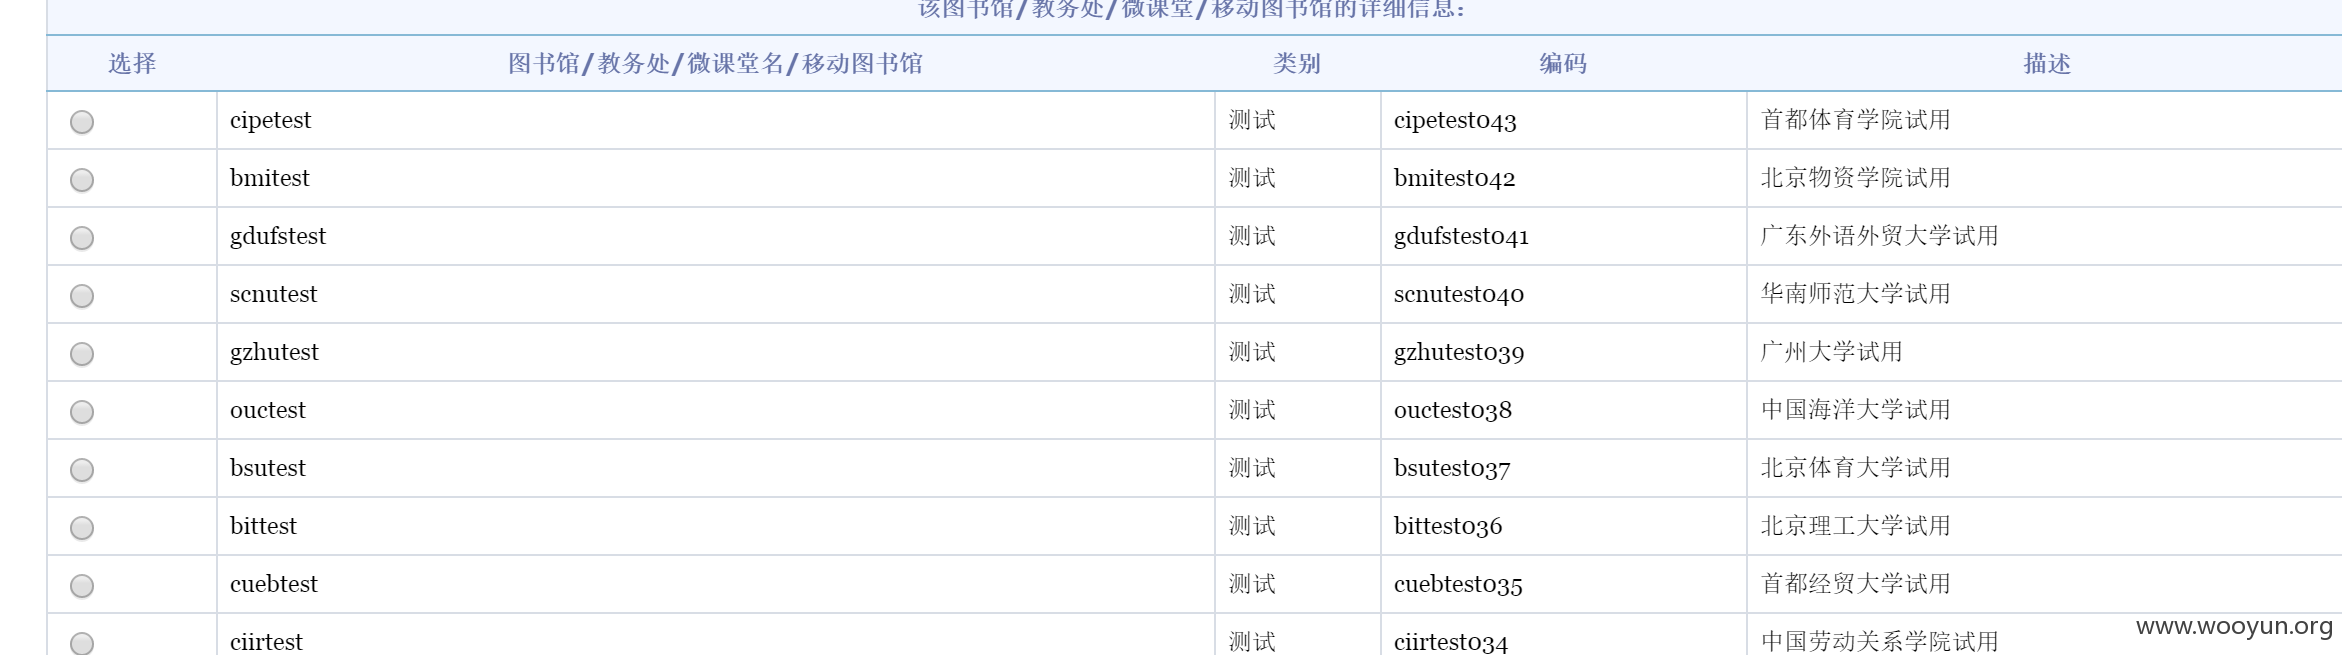 该图书馆/教务处/微课堂/移动图书馆的详细信息：
选择 图书馆/教务处/微课堂名/移动图书馆 类别 编码 描述
cipetest 测试 cipetest043 首都体育学院试用
bmitest 测试 bmitest042 北京物资学院试用
gdufstest 测试 gdufstest041 广东外语外贸大学试用
scnutest 测试 scnutest040 华南师范大学试用
gzhutest 测试 gzhutest039 广州大学试用
ouctest 测试 ouctest038 中国海洋大学试用
bsutest 测试 bsutest037 北京体育大学试用
bittest 测试 bittest036 北京理工大学试用
cuebtest 测试 cuebtest035 首都经贸大学试用
ciirtest 测试 ciirtest034 中国劳动关系学院试用
www.wooyun.org